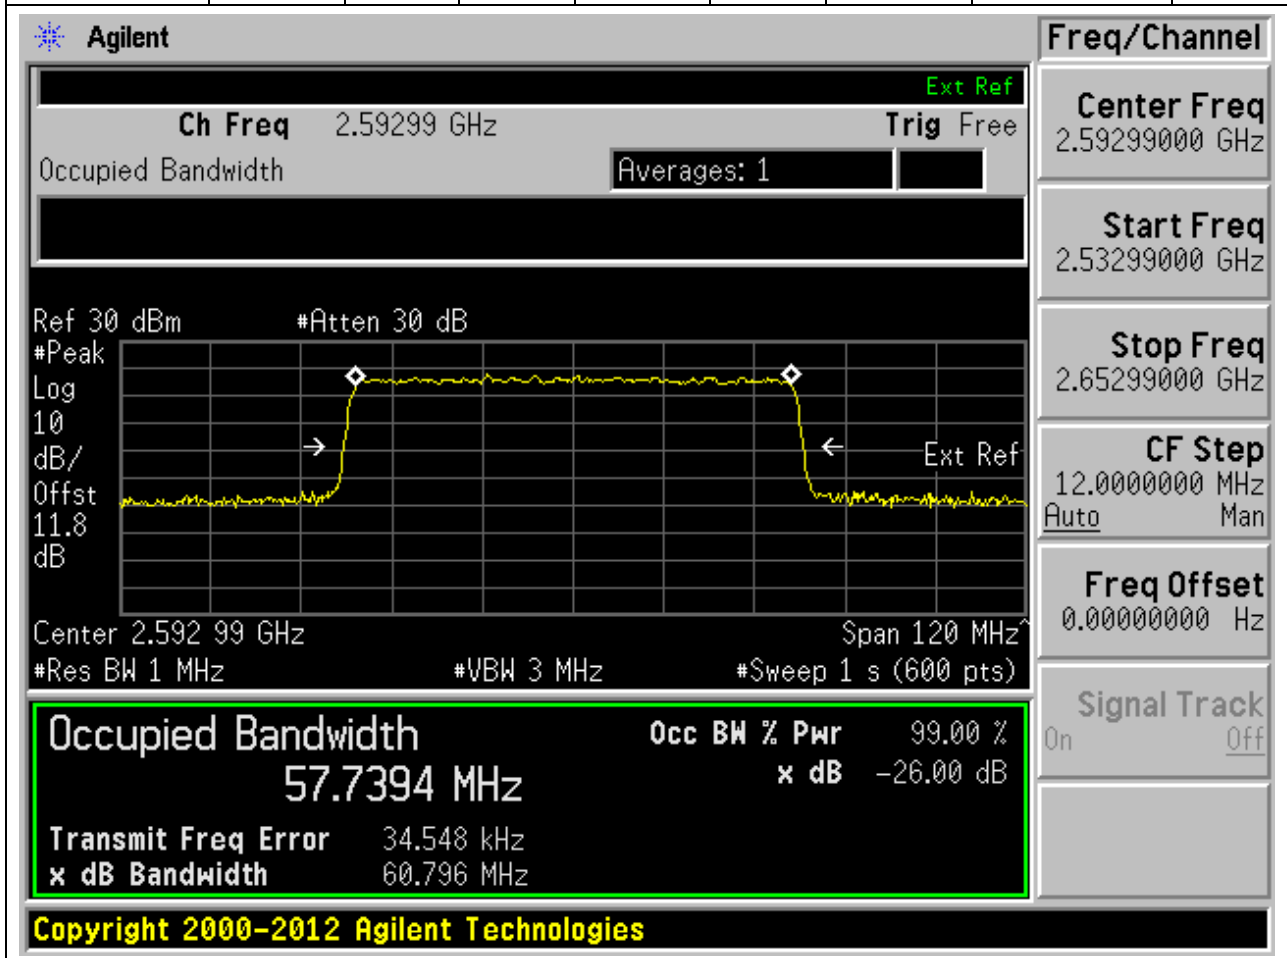 Agilent
Freq/Channel
Ext Ref
Ch Freq 2.59299 GHz Trig Free
Occupied Bandwidth Averages: 1
Center Freq
2.59299000 GHz
Start Freq
2.53299000 GHz
Stop Freq
2.65299000 GHz
CF Step
12.0000000 MHz
Auto Man
Freq Offset
0.00000000 Hz
Signal Track
On Off
Ref 30 dBm #Atten 30 dB
#Peak
Log
10
dB/
Offst
11.8
dB
Ext Ref
Center 2.592 99 GHz Span 120 MHz^
#Res BW 1 MHz #VBW 3 MHz #Sweep 1 s (600 pts)
Occupied Bandwidth Occ BW % Pwr 99.00 %
57.7394 MHz x dB -26.00 dB
Transmit Freq Error 34.548 kHz
x dB Bandwidth 60.796 MHz
Copyright 2000-2012 Agilent Technologies